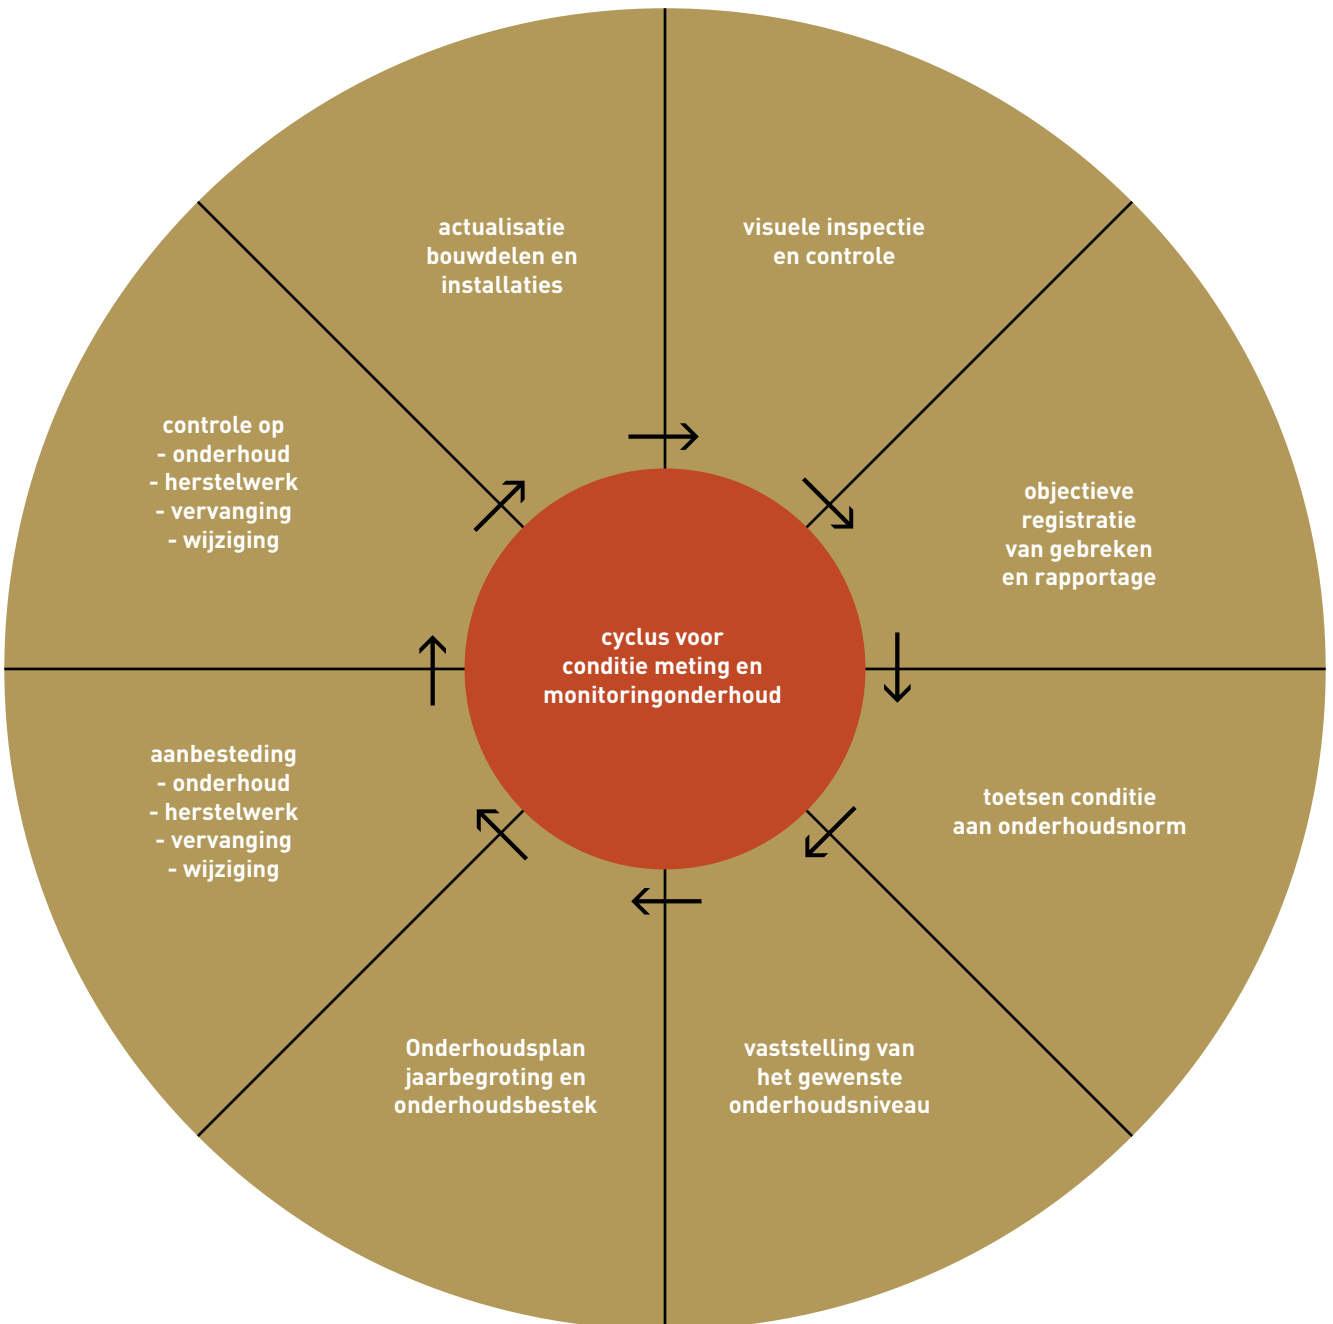 actualisatie
bouwdelen en
installaties
visuele inspectie
en controle
objectieve
registratie
van gebreken
en rapportage
toetsen conditie
aan onderhoudsnorm
vaststelling van
het gewenste
onderhoudsniveau
Onderhoudsplan
jaarbegroting en
onderhoudsbestek
aanbesteding
- onderhoud
- herstelwerk
- vervanging
- wijziging
controle op
- onderhoud
- herstelwerk
- vervanging
- wijziging
cyclus voor
conditie meting en
monitoringonderhoud